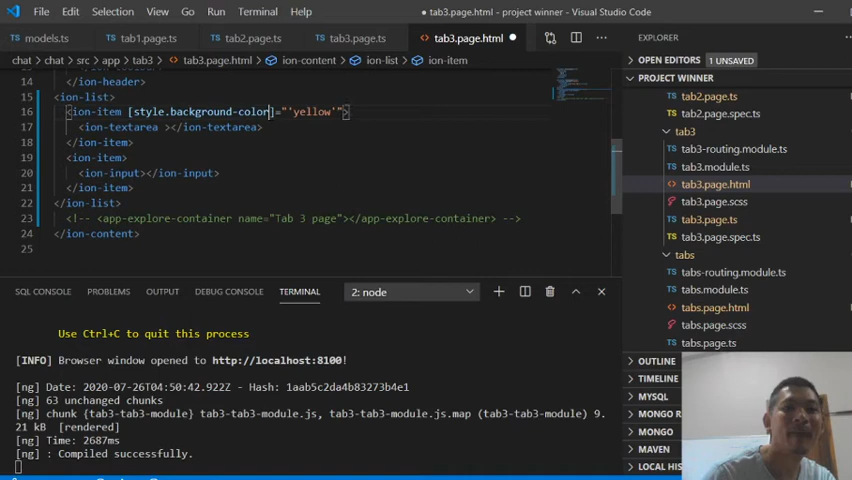 File Edit Selection View Go Run Terminal Help ● tab3.page.html - project winner - Visual Studio Code
models.ts tab1.page.ts tab2.page.ts tab3.page.ts tab3.page.html ● ···
chat > chat > src > app > tab3 > tab3.page.html > ion-content > ion-list > ion-item
14 </ion-header>
15 <ion-list>
16 <ion-item [style.background-color]="'yellow'">
17 <ion-textarea ></ion-textarea>
18 </ion-item>
19 <ion-item>
20 <ion-input></ion-input>
21 </ion-item>
22 </ion-list>
23 <!-- <app-explore-container name="Tab 3 page"></app-explore-container> -->
24 </ion-content>
25
SQL CONSOLE PROBLEMS OUTPUT DEBUG CONSOLE TERMINAL 2: node
Use Ctrl+C to quit this process
[INFO] Browser window opened to http://localhost:8100!
[ng] Date: 2020-07-26T04:50:42.922Z - Hash: 1aab5c2da4b83273b4e1
[ng] 63 unchanged chunks
[ng] chunk {tab3-tab3-module} tab3-tab3-module.js, tab3-tab3-module.js.map (tab3-tab3-module) 9.
21 kB [rendered]
[ng] Time: 2687ms
[ng] : Compiled successfully.
EXPLORER ···
OPEN EDITORS 1 UNSAVED
PROJECT WINNER
TS tab2.page.ts
TS tab2.page.spec.ts
tab3
TS tab3-routing.module.ts
TS tab3.module.ts
<> tab3.page.html
tab3.page.scss
TS tab3.page.ts
TS tab3.page.spec.ts
tabs
TS tabs-routing.module.ts
TS tabs.module.ts
<> tabs.page.html
tabs.page.scss
TS tabs.page.ts
OUTLINE
TIMELINE
MYSQL
MONGO R
MONGO
MAVEN
LOCAL HIS